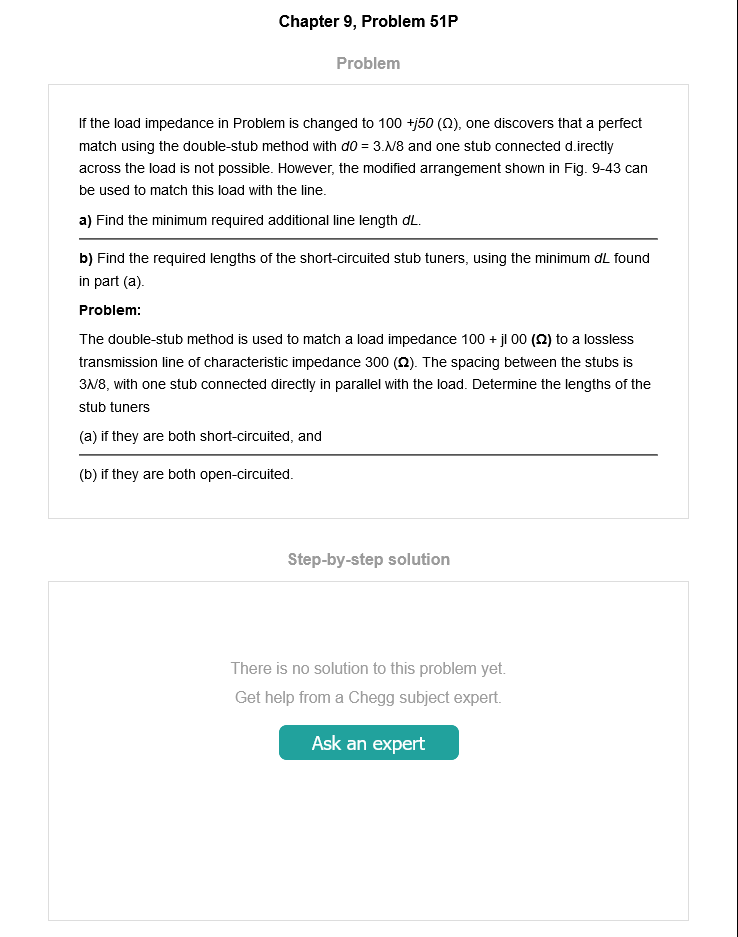 Chapter 9, Problem 51P
Problem
If the load impedance in Problem is changed to 100 +j50 (Ω), one discovers that a perfect
match using the double-stub method with d0 = 3.λ/8 and one stub connected d.irectly
across the load is not possible. However, the modified arrangement shown in Fig. 9-43 can
be used to match this load with the line.
a) Find the minimum required additional line length dL.
b) Find the required lengths of the short-circuited stub tuners, using the minimum dL found
in part (a).
Problem:
The double-stub method is used to match a load impedance 100 + jl 00 (Ω) to a lossless
transmission line of characteristic impedance 300 (Ω). The spacing between the stubs is
3λ/8, with one stub connected directly in parallel with the load. Determine the lengths of the
stub tuners
(a) if they are both short-circuited, and
(b) if they are both open-circuited.
Step-by-step solution
There is no solution to this problem yet.
Get help from a Chegg subject expert.
Ask an expert